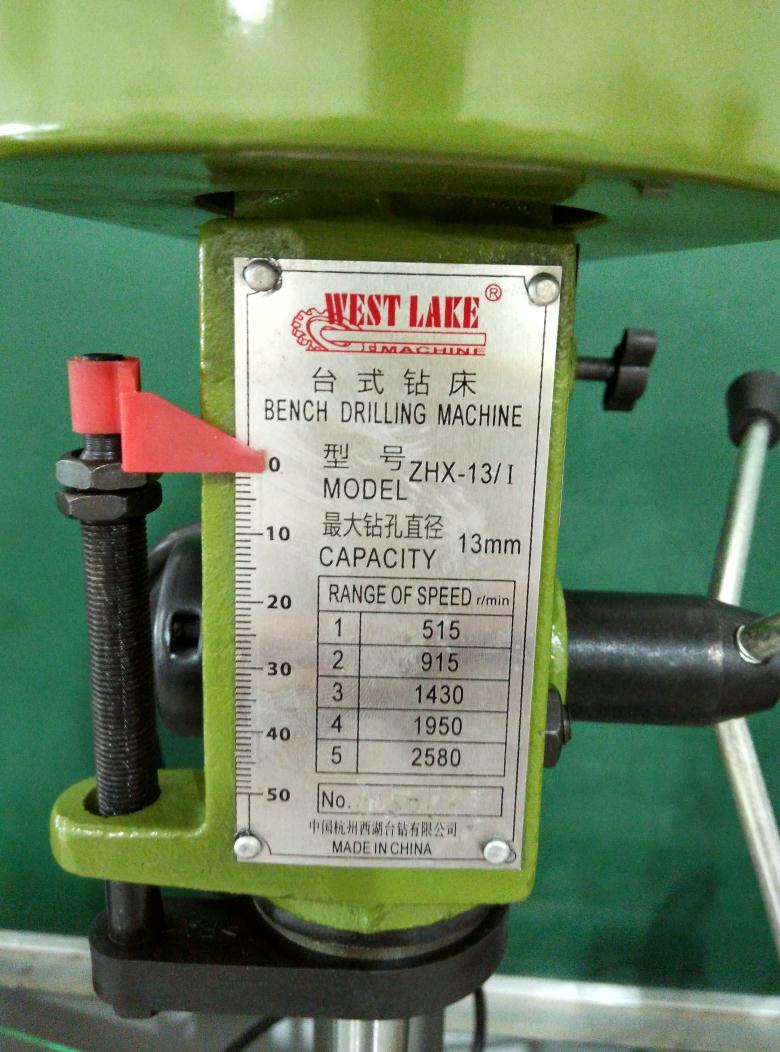 WEST LAKE ®
MACHINE
台式钻床
BENCH DRILLING MACHINE
型 号 ZHX-13/I
MODEL
最大钻孔直径 13mm
CAPACITY
RANGE OF SPEED r/min
1 515
2 915
3 1430
4 1950
5 2580
No.
中国杭州西湖台钻有限公司
MADE IN CHINA
0
10
20
30
40
50